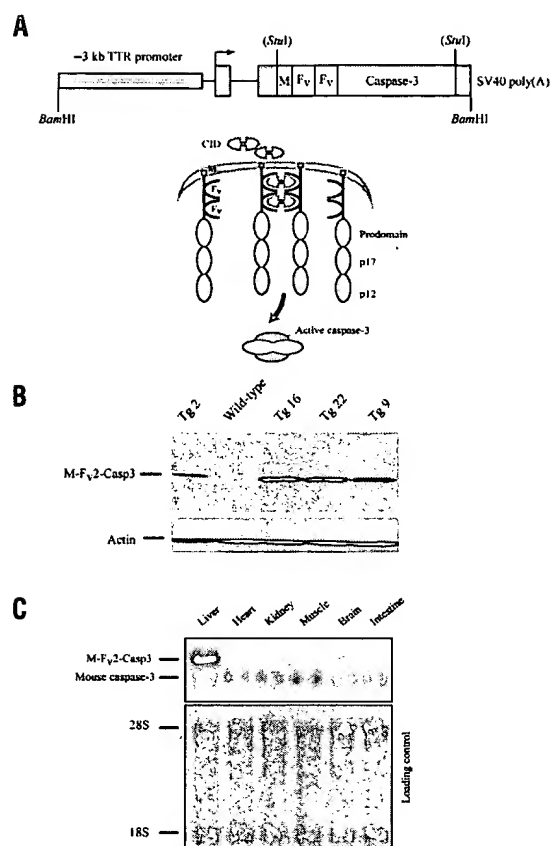 A
(StuI) (StuI)
–3 kb TTR promoter
M Fv Fv Caspase-3 SV40 poly(A)
BamHI BamHI
CID
M
Fv
Fv
Prodomain
p17
p12
Active caspase-3
B
Tg 2 Wild-type Tg 16 Tg 22 Tg 9
M-Fv2-Casp3
Actin
C
Liver Heart Kidney Muscle Brain Intestine
M-Fv2-Casp3
Mouse caspase-3
28S
Loading control
18S